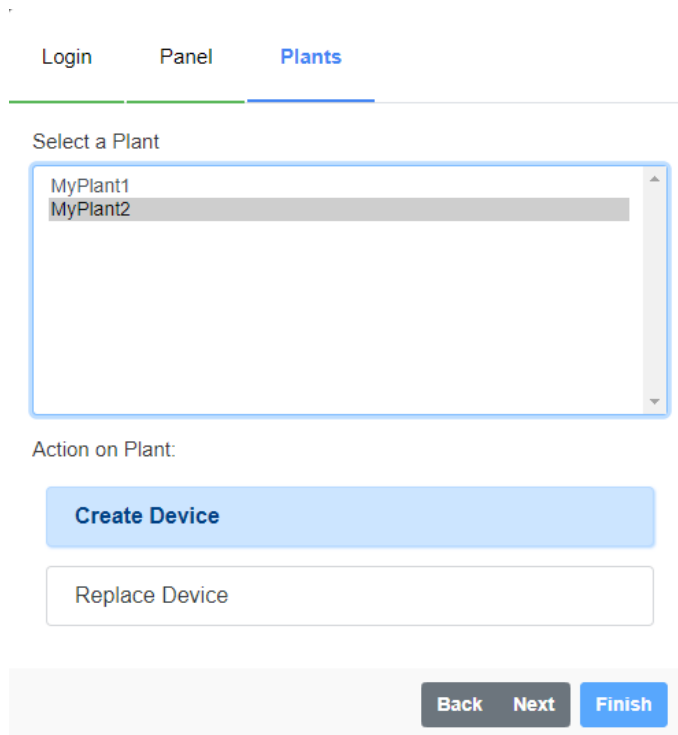 Login Panel Plants
Select a Plant
MyPlant1
MyPlant2
Action on Plant:
Create Device
Replace Device
Back Next Finish